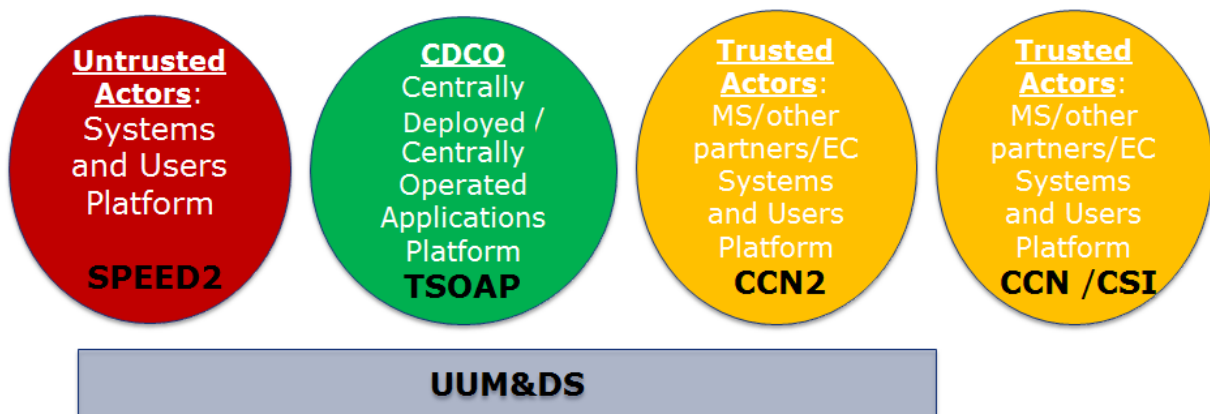 Untrusted
Actors:
Systems
and Users
Platform
SPEED2
CDCO
Centrally
Deployed /
Centrally
Operated
Applications
Platform
TSOAP
Trusted
Actors:
MS/other
partners/EC
Systems
and Users
Platform
CCN2
Trusted
Actors:
MS/other
partners/EC
Systems
and Users
Platform
CCN /CSI
UUM&DS